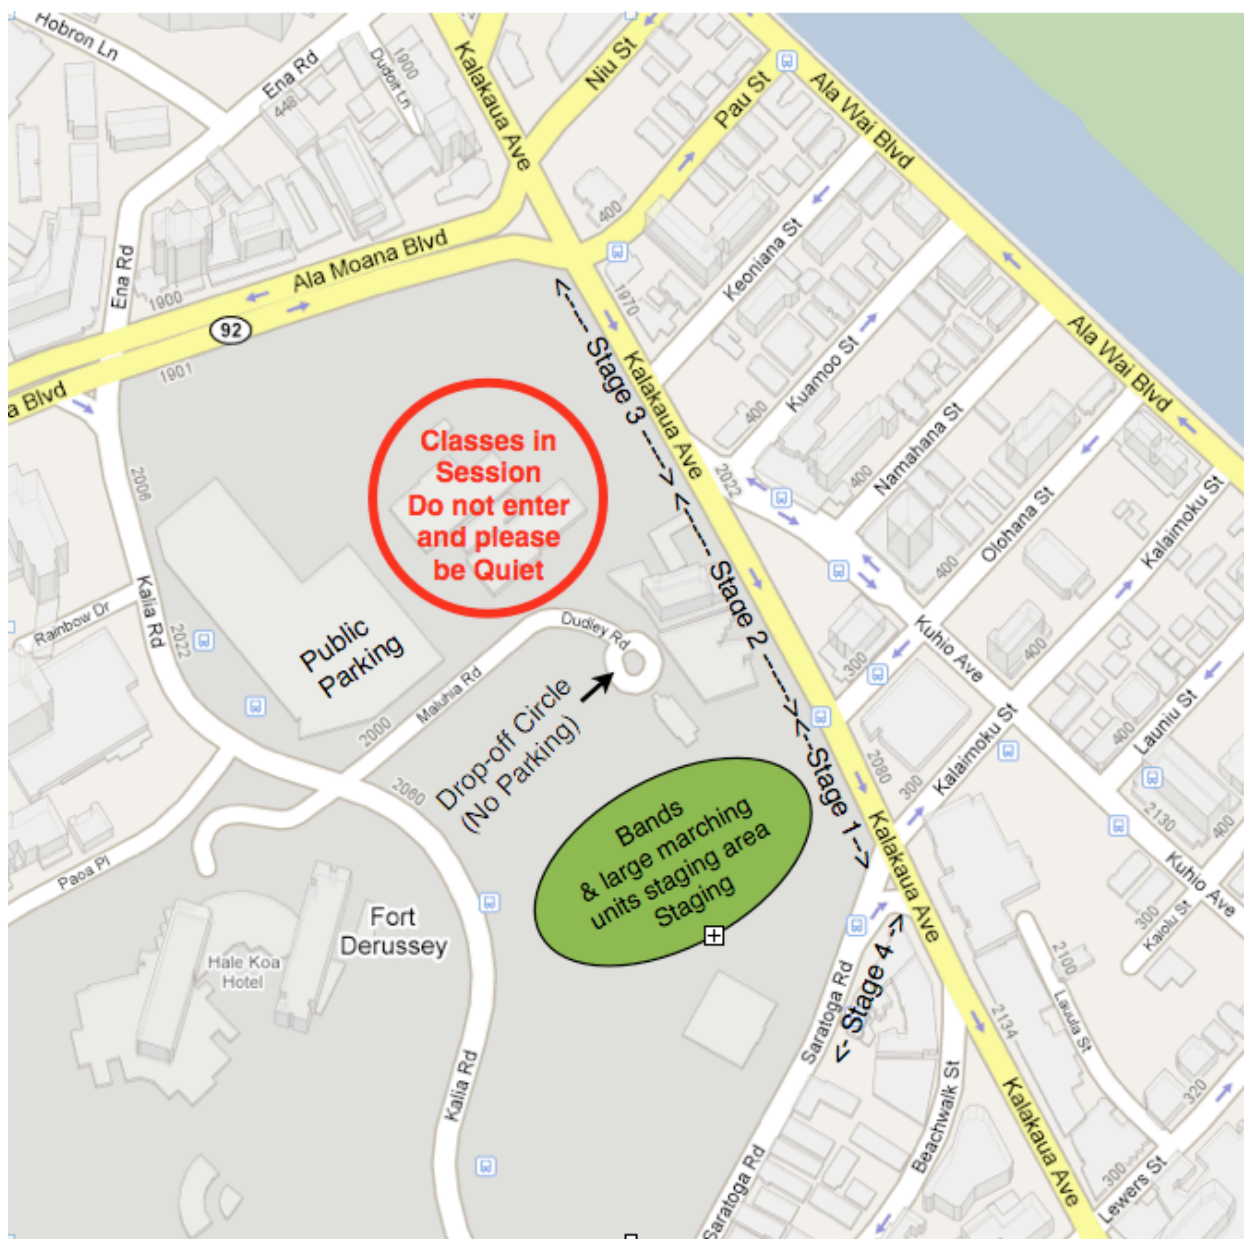 Hobron Ln
Ena Rd
448
Dudoit Ln
1900
Kalakaua Ave
Niu St
Pau St
Ala Wai Blvd
400
Keoniana St
Ala Moana Blvd
Ena Rd
1900
92
1901
a Blvd
1970
<----- Stage 3 ----->
Kalakaua Ave
Kuamoo St
400
Ala Wai Blvd
Namahana St
400
2022
Olohana St
400
Kalaimoku St
Classes in
Session
Do not enter
and please
be Quiet
2006
Kalia Rd
Rainbow Dr
2022
Public
Parking
Dudley Rd
Maluhia Rd
2000
Drop-off Circle
(No Parking)
<------ Stage 2 ----->
Kuhio Ave
300
400
Launiu St
400
Kalaimoku St
2080
300
<--Stage 1-->
2060
Bands
& large marching
units staging area
Staging
Kalakaua Ave
2130
400
Kuhio Ave
300
Kaiolu St
Paoa Pl
Fort
Derussey
Hale Koa
Hotel
<- Stage 4 ->
Saratoga Rd
2100
Lauula St
2134
Kalia Rd
Beachwalk St
Kalakaua Ave
320
300
Lewers St
Saratoga Rd